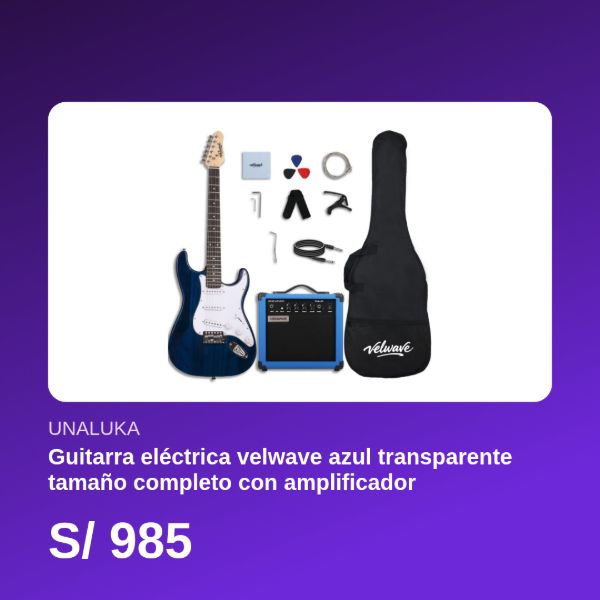 velwave
UNALUKA
Guitarra eléctrica velwave azul transparente
tamaño completo con amplificador
S/ 985